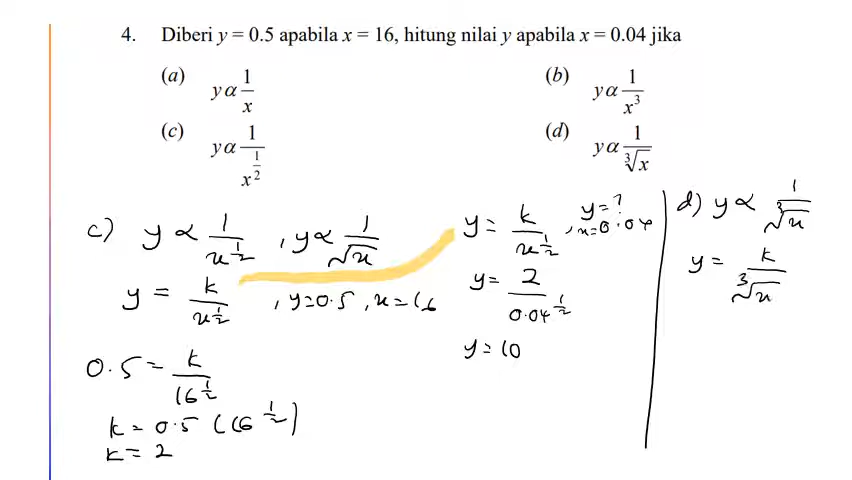 4. Diberi y = 0.5 apabila x = 16, hitung nilai y apabila x = 0.04 jika
(a) y α 1/x (b) y α 1/x³
(c) y α 1/x^(1/2) (d) y α 1/∛x
c) y ∝ 1/x^(1/2) , y ∝ 1/√x
y = k/x^(1/2) , y=0.5, x=16
0.5 = k/16^(1/2)
k = 0.5 (16^(1/2))
k = 2
y = k/x^(1/2) , y=? x=0.04
y = 2/0.04^(1/2)
y = 10
d) y ∝ 1/∛x
y = k/∛x